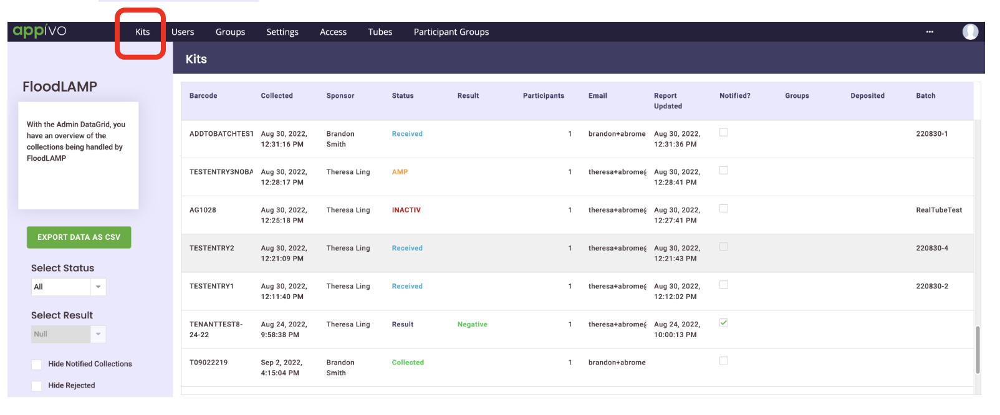 appivo Kits Users Groups Settings Access Tubes Participant Groups ...
Kits
FloodLAMP
With the Admin DataGrid, you
have an overview of the
collections being handled by
FloodLAMP
EXPORT DATA AS CSV
Select Status
All
Select Result
Null
Hide Notified Collections
Hide Rejected
Barcode Collected Sponsor Status Result Participants Email Report Notified? Groups Deposited Batch
Updated
ADDTOBATCHTEST Aug 30, 2022, Brandon Received 1 brandon+abrome Aug 30, 2022, 220830-1
12:31:16 PM Smith 12:31:36 PM
TESTENTRY3NOBA Aug 30, 2022, Theresa Ling AMP 1 theresa+abrome@ Aug 30, 2022,
12:28:17 PM 12:28:41 PM
AG1028 Aug 30, 2022, Theresa Ling INACTIV 1 theresa+abrome@ Aug 30, 2022, RealTubeTest
12:25:18 PM 12:27:41 PM
TESTENTRY2 Aug 30, 2022, Theresa Ling Received 1 theresa+abrome@ Aug 30, 2022, 220830-4
12:21:09 PM 12:21:43 PM
TESTENTRY1 Aug 30, 2022, Theresa Ling Received 1 theresa+abrome@ Aug 30, 2022, 220830-2
12:11:40 PM 12:12:02 PM
TENANTTEST8- Aug 24, 2022, Theresa Ling Result Negative 1 theresa+abrome@ Aug 24, 2022,
24-22 9:58:38 PM 10:00:13 PM
T09022219 Sep 2, 2022, Brandon Collected 1 brandon+abrome
4:15:04 PM Smith